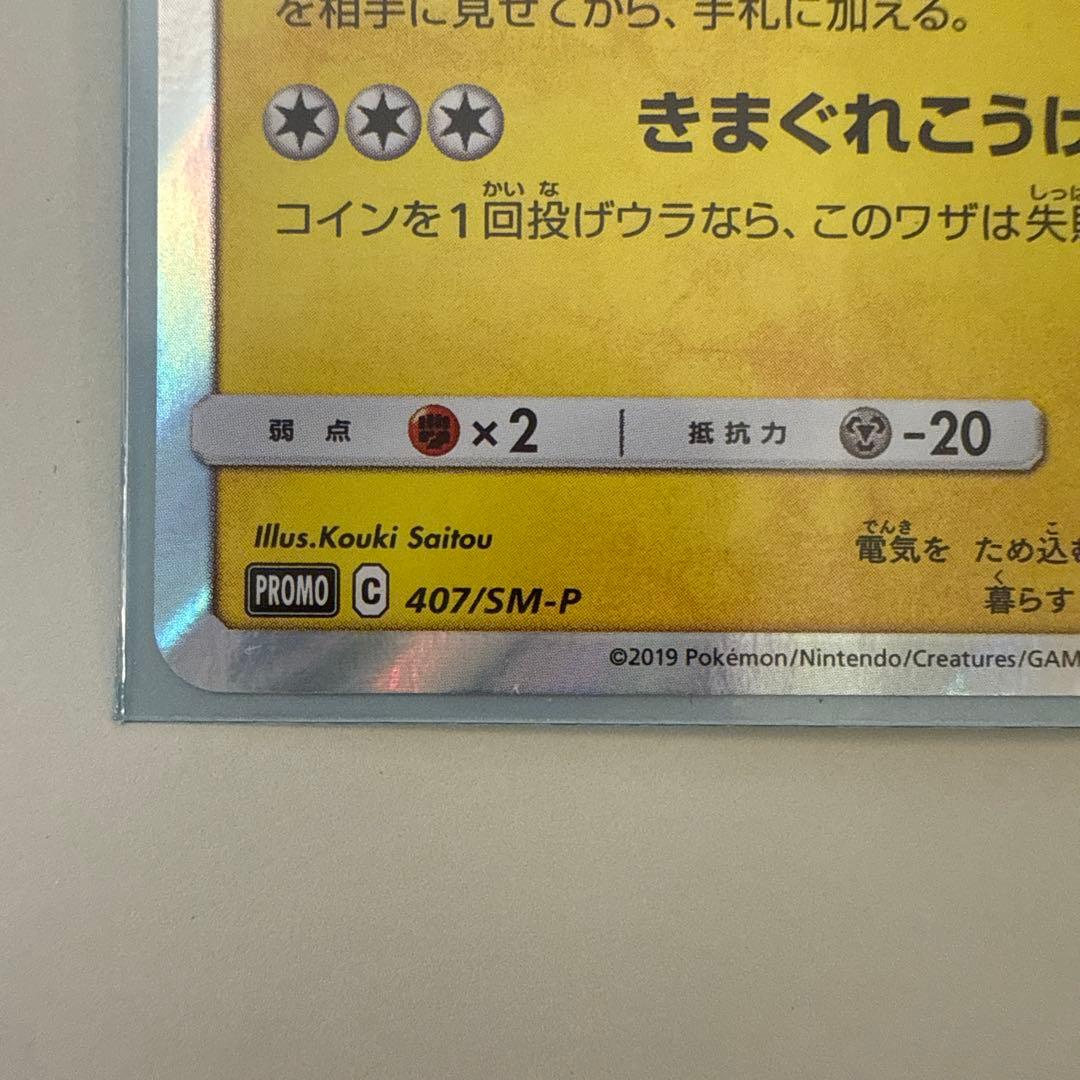 を相手に見せてから、手札に加える。
きまぐれこうげ
かい な しっぱ
コインを1回投げウラなら、このワザは失敗
弱点 ×2 抵抗力 -20
Illus.Kouki Saitou
でんき こ
電気を ため込む
く
暮らす
PROMO C 407/SM-P
©2019 Pokémon/Nintendo/Creatures/GAM